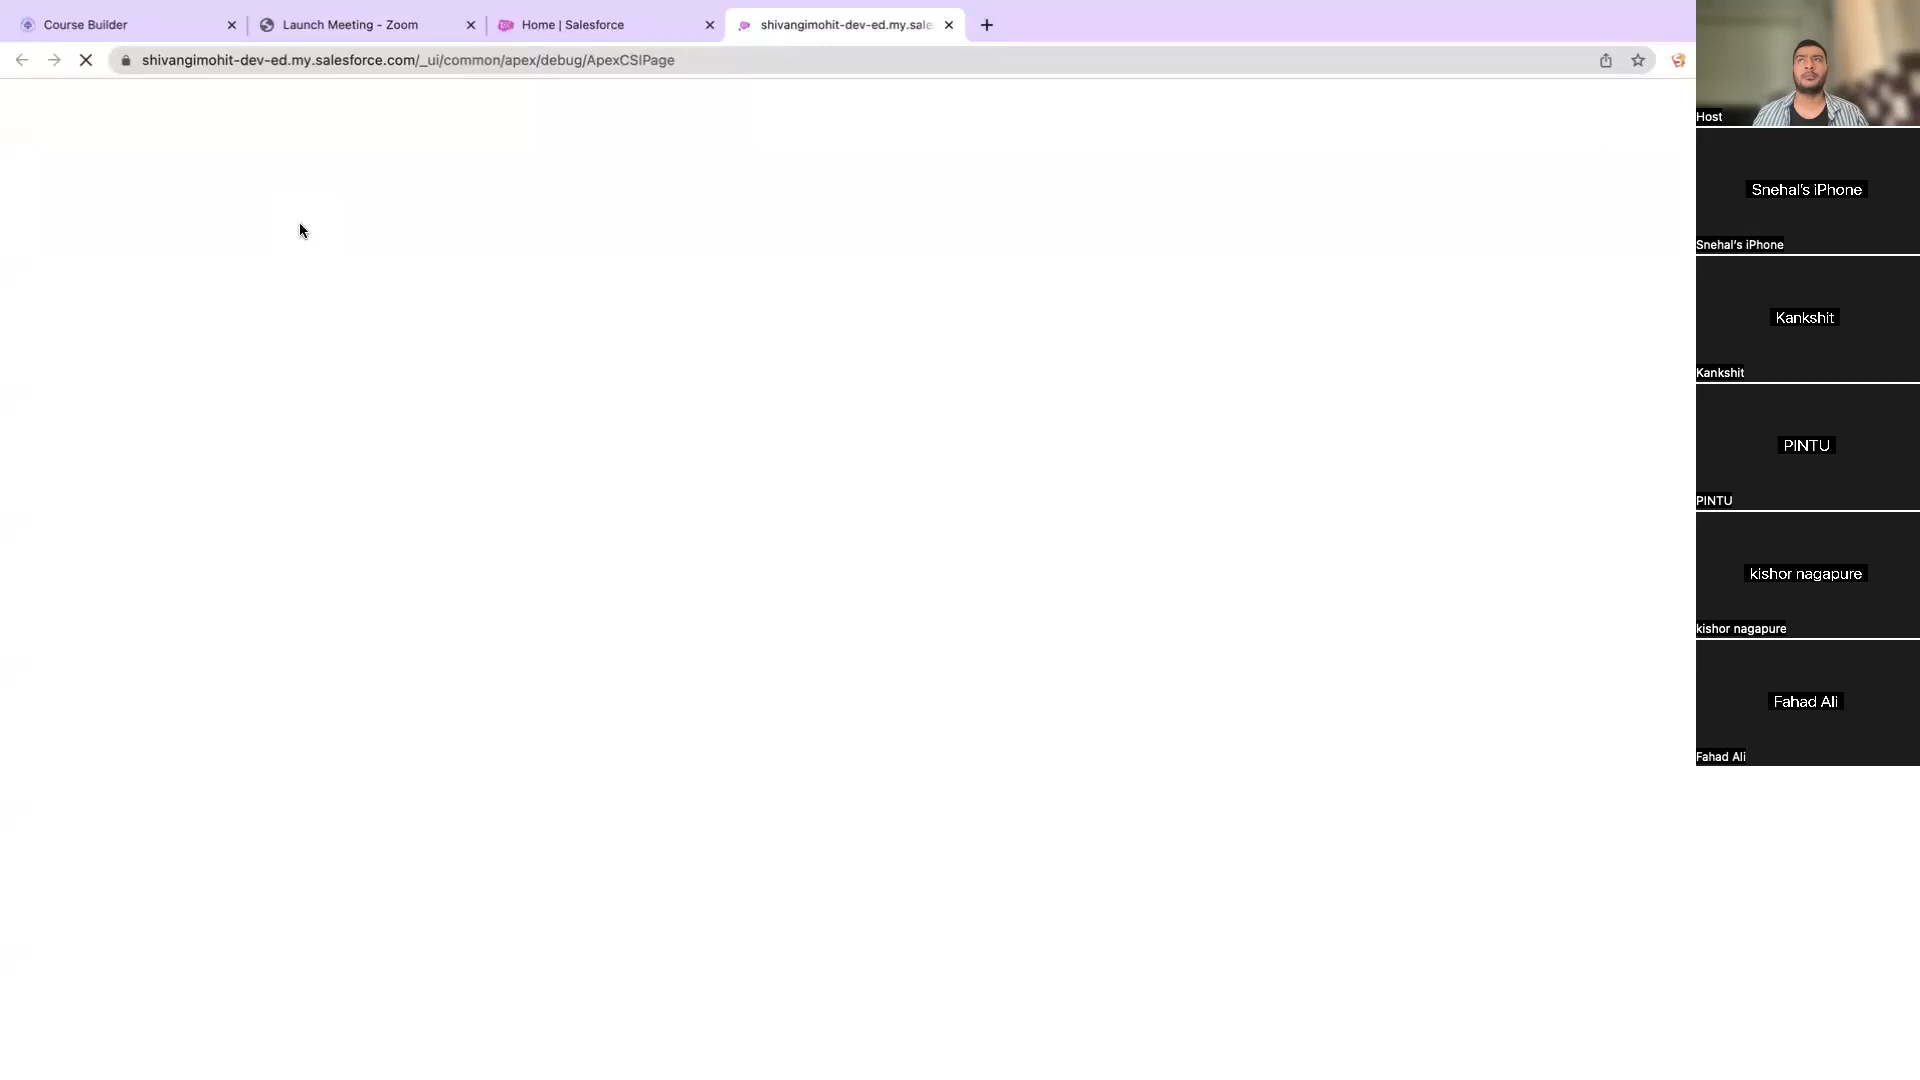 Course Builder
Launch Meeting - Zoom
Home | Salesforce
shivangimohit-dev-ed.my.sale
shivangimohit-dev-ed.my.salesforce.com/_ui/common/apex/debug/ApexCSIPage
Host
Snehal's iPhone
Snehal's iPhone
Kankshit
Kankshit
PINTU
PINTU
kishor nagapure
kishor nagapure
Fahad Ali
Fahad Ali